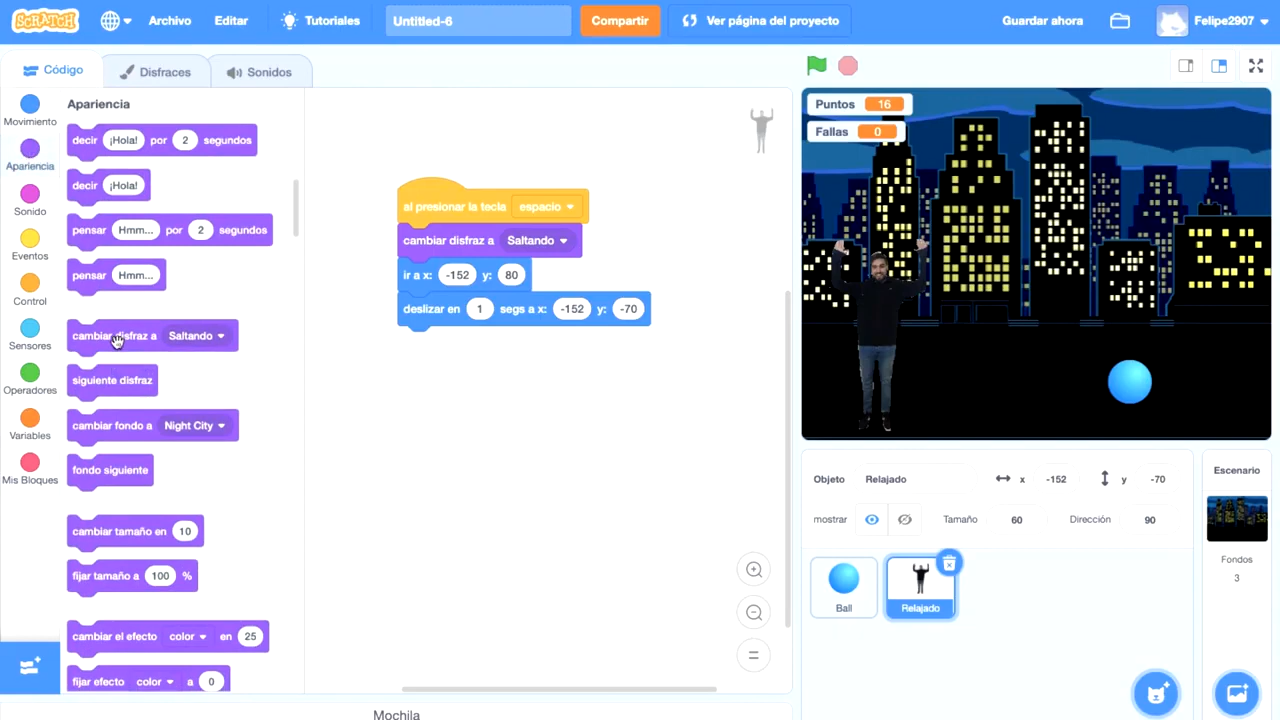 SCRATCH Archivo Editar Tutoriales Untitled-6 Compartir Ver página del proyecto Guardar ahora Felipe2907
Código Disfraces Sonidos
Movimiento
Apariencia
Sonido
Eventos
Control
Sensores
Operadores
Variables
Mis Bloques
Apariencia
decir ¡Hola! por 2 segundos
decir ¡Hola!
pensar Hmm... por 2 segundos
pensar Hmm...
cambiar disfraz a Saltando
siguiente disfraz
cambiar fondo a Night City
fondo siguiente
cambiar tamaño en 10
fijar tamaño a 100 %
cambiar el efecto color en 25
fijar efecto color a 0
al presionar la tecla espacio
cambiar disfraz a Saltando
ir a x: -152 y: 80
deslizar en 1 segs a x: -152 y: -70
Mochila
Puntos 16
Fallas 0
Objeto Relajado x -152 y -70
mostrar Tamaño 60 Dirección 90
Ball
Relajado
Escenario
Fondos
3